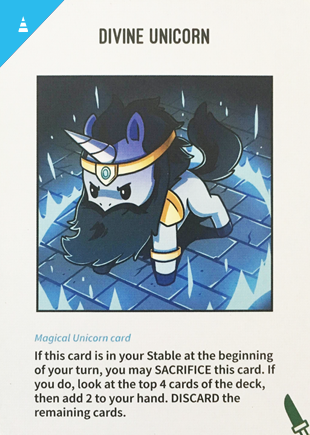 DIVINE UNICORN
Magical Unicorn card
If this card is in your Stable at the beginning
of your turn, you may SACRIFICE this card. If
you do, look at the top 4 cards of the deck,
then add 2 to your hand. DISCARD the
remaining cards.